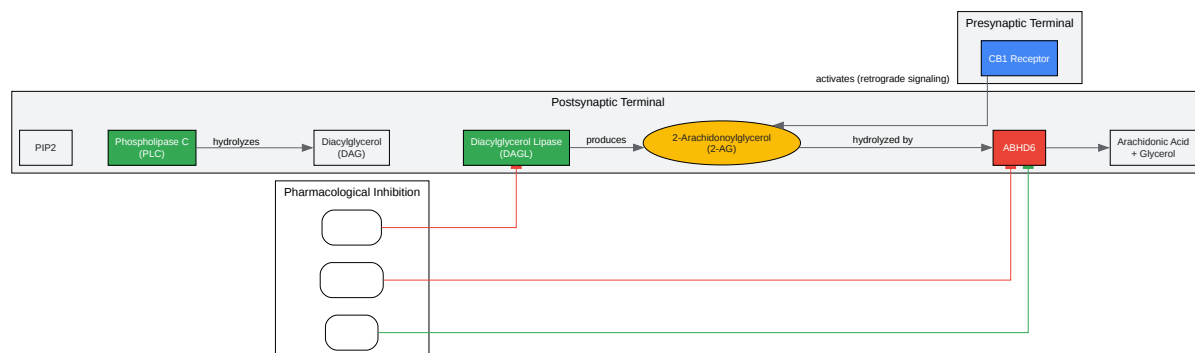 Presynaptic Terminal
CB1 Receptor
activates (retrograde signaling)
Postsynaptic Terminal
PIP2
Phospholipase C
(PLC)
hydrolyzes
Diacylglycerol
(DAG)
Diacylglycerol Lipase
(DAGL)
produces
2-Arachidonoylglycerol
(2-AG)
hydrolyzed by
ABHD6
Arachidonic Acid
+ Glycerol
Pharmacological Inhibition